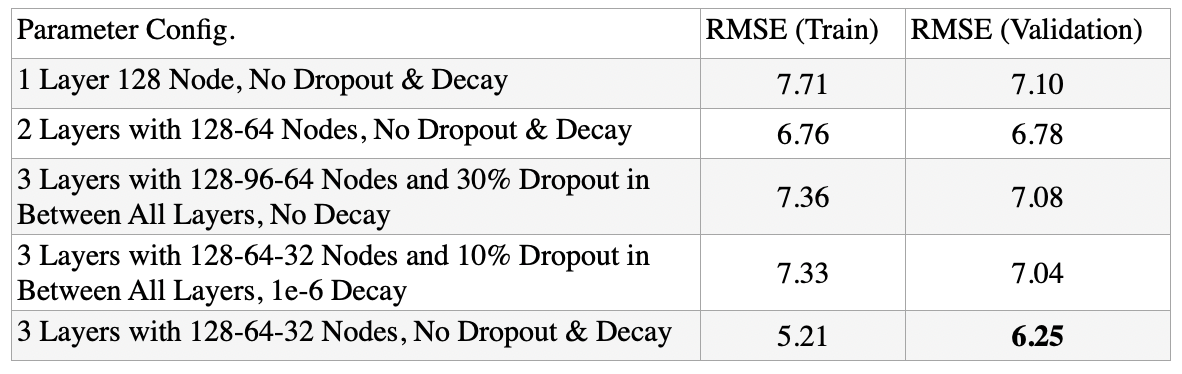 Parameter Config. RMSE (Train) RMSE (Validation)
1 Layer 128 Node, No Dropout & Decay 7.71 7.10
2 Layers with 128-64 Nodes, No Dropout & Decay 6.76 6.78
3 Layers with 128-96-64 Nodes and 30% Dropout in
Between All Layers, No Decay 7.36 7.08
3 Layers with 128-64-32 Nodes and 10% Dropout in
Between All Layers, 1e-6 Decay 7.33 7.04
3 Layers with 128-64-32 Nodes, No Dropout & Decay 5.21 6.25